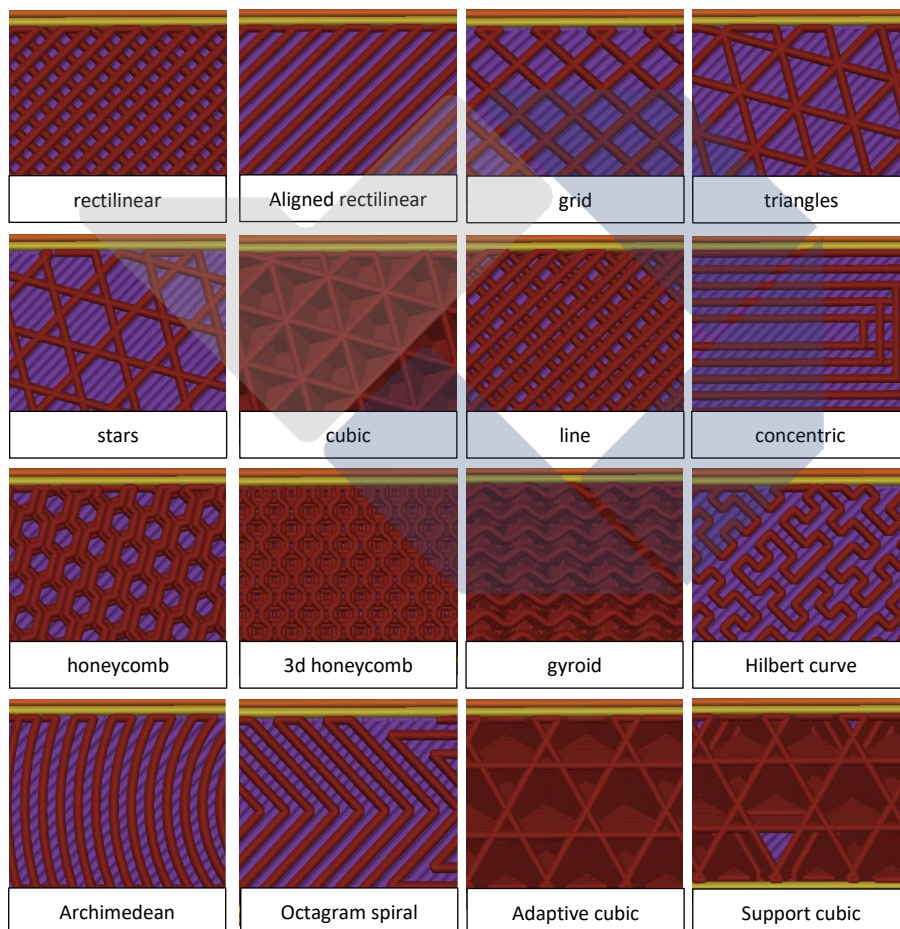 rectilinear
Aligned rectilinear
grid
triangles
stars
cubic
line
concentric
honeycomb
3d honeycomb
gyroid
Hilbert curve
Archimedean
Octagram spiral
Adaptive cubic
Support cubic